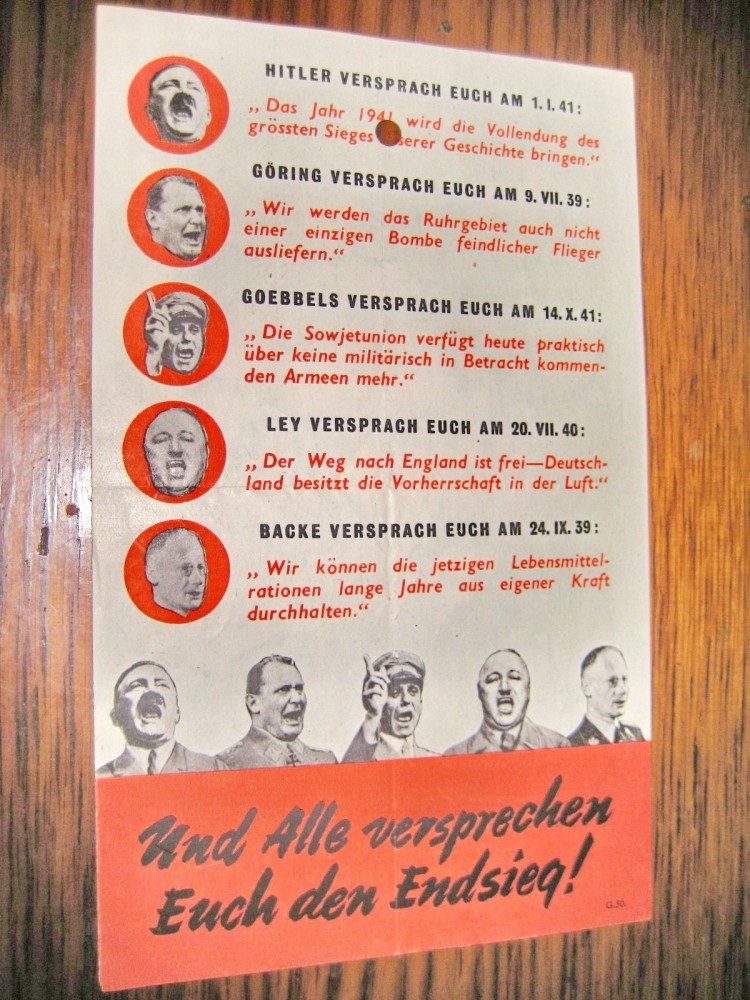 HITLER VERSPRACH EUCH AM 1. I. 41:
„Das Jahr 1941 wird die Vollendung des
grössten Sieges serer Geschichte bringen.“
GÖRING VERSPRACH EUCH AM 9. VII. 39:
„Wir werden das Ruhrgebiet auch nicht
einer einzigen Bombe feindlicher Flieger
ausliefern.“
GOEBBELS VERSPRACH EUCH AM 14. X. 41:
„Die Sowjetunion verfügt heute praktisch
über keine militärisch in Betracht kommen-
den Armeen mehr.“
LEY VERSPRACH EUCH AM 20. VII. 40:
„Der Weg nach England ist frei—Deutsch-
land besitzt die Vorherrschaft in der Luft.“
BACKE VERSPRACH EUCH AM 24. IX. 39:
„Wir können die jetzigen Lebensmittel-
rationen lange Jahre aus eigener Kraft
durchhalten.“
Und Alle versprechen
Euch den Endsieg!
G.30.